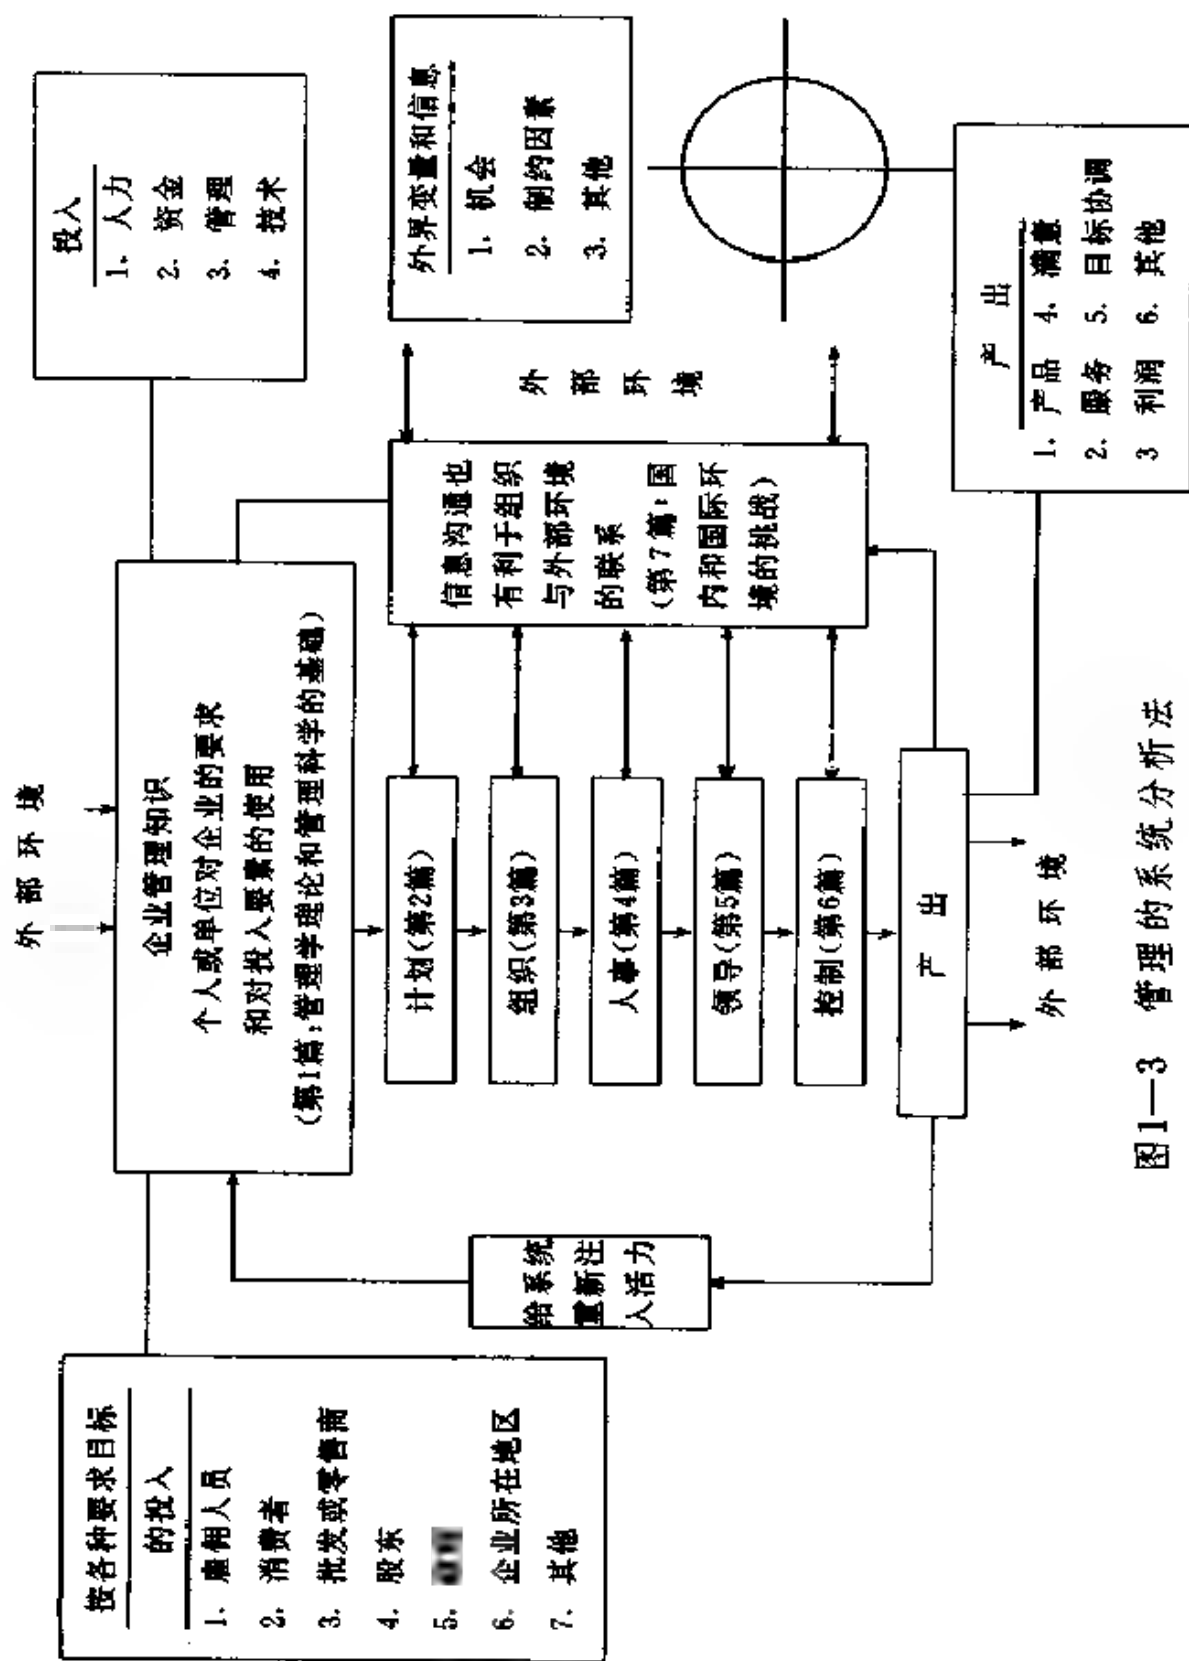 外部环境
投入
1. 人力
2. 资金
3. 管理
4. 技术
企业管理知识
个人或单位对企业的要求
和对投入要素的使用
(第1篇:管理学理论和管理科学的基础)
按各种要求目标
的投入
1. 雇佣人员
2. 消费者
3. 批发或零售商
4. 股东
5.
6. 企业所在地区
7. 其他
给系统
重新注
入活力
计划(第2篇)
组织(第3篇)
人事(第4篇)
领导(第5篇)
控制(第6篇)
信息沟通也
有利于组织
与外部环境
的联系
(第7篇:国
内和国际环
境的挑战)
外部环境
外界变量和信息
1. 机会
2. 制约因素
3. 其他
产出
外部环境
产出
1. 产品 4. 满意
2. 服务 5. 目标协调
3 利润 6. 其他
图1—3 管理的系统分析法